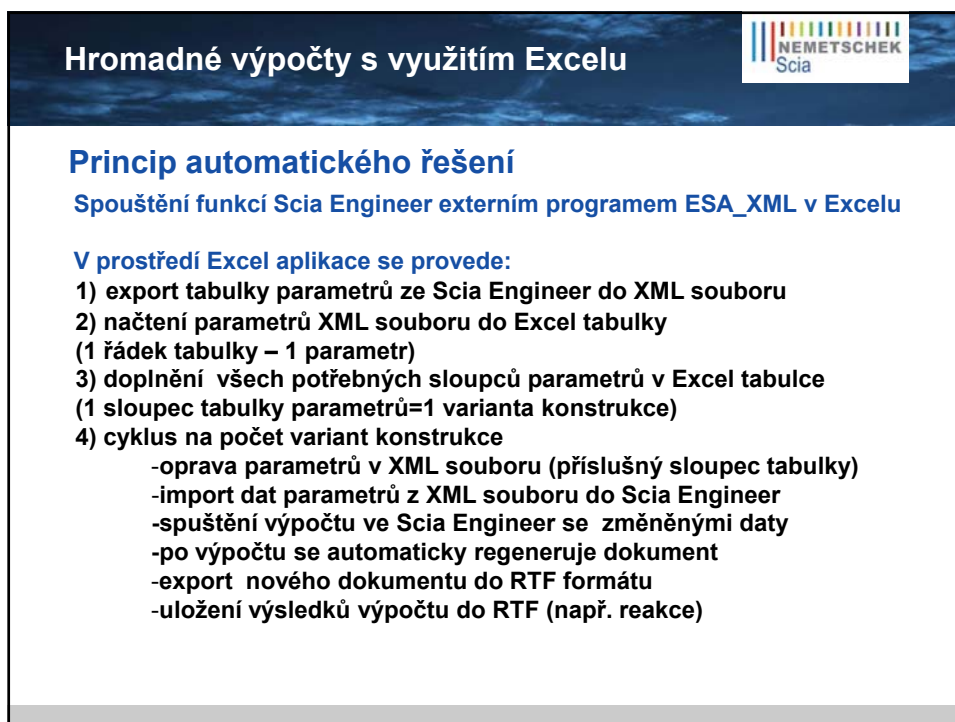 Hromadné výpočty s využitím Excelu
NEMETSCHEK
Scia
Princip automatického řešení
Spouštění funkcí Scia Engineer externím programem ESA_XML v Excelu
V prostředí Excel aplikace se provede:
1) export tabulky parametrů ze Scia Engineer do XML souboru
2) načtení parametrů XML souboru do Excel tabulky
(1 řádek tabulky – 1 parametr)
3) doplnění všech potřebných sloupců parametrů v Excel tabulce
(1 sloupec tabulky parametrů=1 varianta konstrukce)
4) cyklus na počet variant konstrukce
-oprava parametrů v XML souboru (příslušný sloupec tabulky)
-import dat parametrů z XML souboru do Scia Engineer
-spuštění výpočtu ve Scia Engineer se změněnými daty
-po výpočtu se automaticky regeneruje dokument
-export nového dokumentu do RTF formátu
-uložení výsledků výpočtu do RTF (např. reakce)